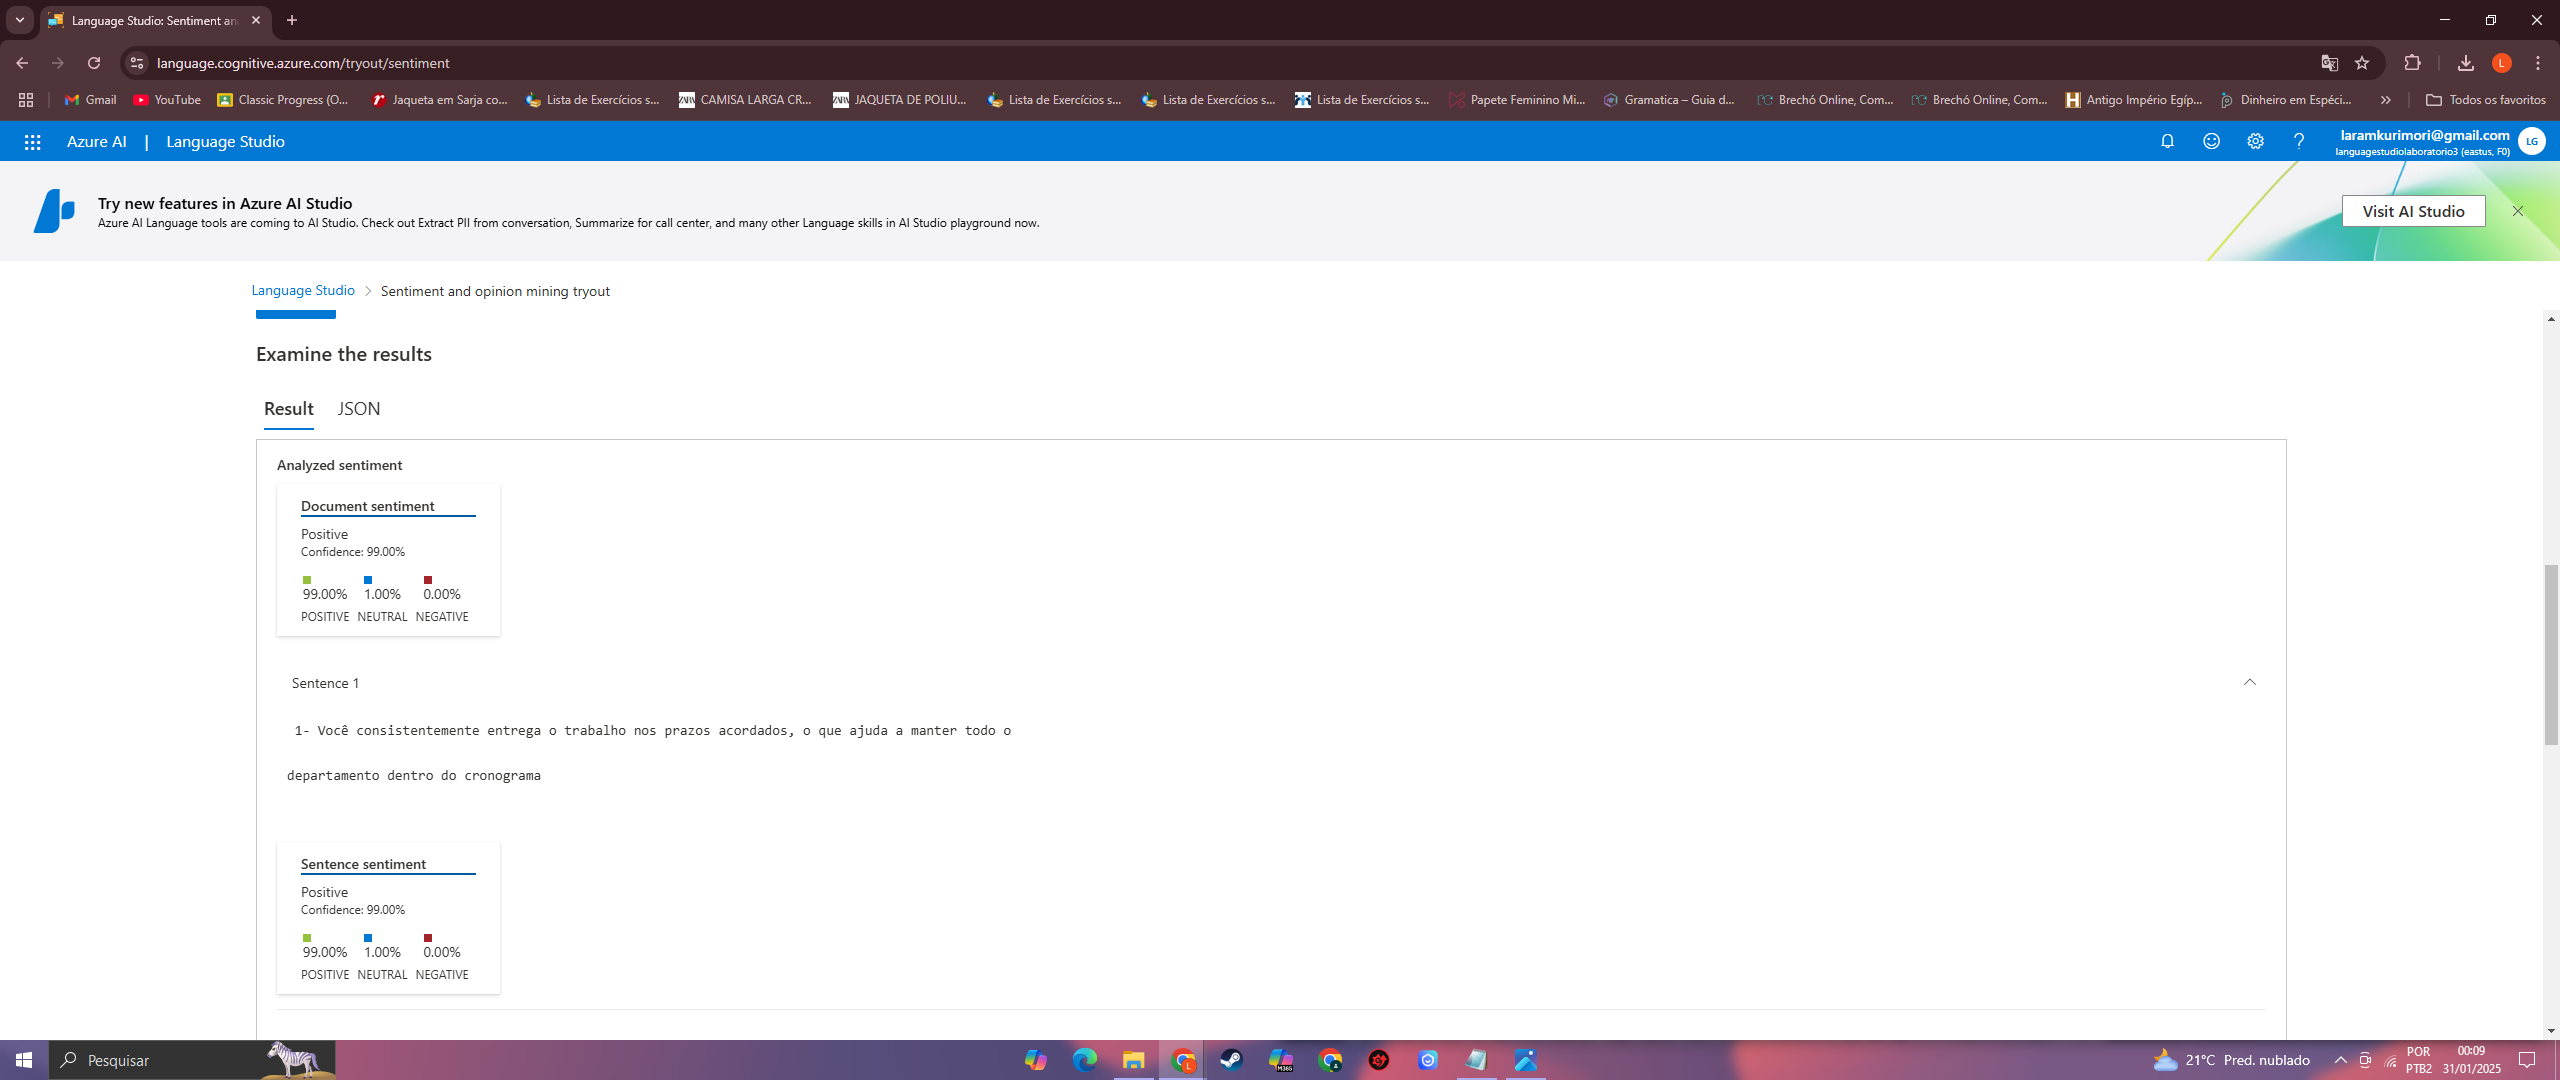 Language Studio: Sentiment an
language.cognitive.azure.com/tryout/sentiment
L
Gmail
YouTube
Classic Progress (O...
Jaqueta em Sarja co...
Lista de Exercícios s...
CAMISA LARGA CR...
JAQUETA DE POLIU...
Lista de Exercícios s...
Lista de Exercícios s...
Lista de Exercícios s...
Papete Feminino Mi...
Gramatica – Guia d...
Brechó Online, Com...
Brechó Online, Com...
Antigo Império Egíp...
Dinheiro em Espéci...
Todos os favoritos
Azure AI | Language Studio
laramkurimori@gmail.com
languagestudiolaboratorio3 (eastus, F0)
LG
Try new features in Azure AI Studio
Azure AI Language tools are coming to AI Studio. Check out Extract PII from conversation, Summarize for call center, and many other Language skills in AI Studio playground now.
Visit AI Studio
Language Studio > Sentiment and opinion mining tryout
Examine the results
Result JSON
Analyzed sentiment
Document sentiment
Positive
Confidence: 99.00%
99.00% 1.00% 0.00%
POSITIVE NEUTRAL NEGATIVE
Sentence 1
1- Você consistentemente entrega o trabalho nos prazos acordados, o que ajuda a manter todo o
departamento dentro do cronograma
Sentence sentiment
Positive
Confidence: 99.00%
99.00% 1.00% 0.00%
POSITIVE NEUTRAL NEGATIVE
Pesquisar
M365
21°C Pred. nublado
POR
PTB2
00:09
31/01/2025